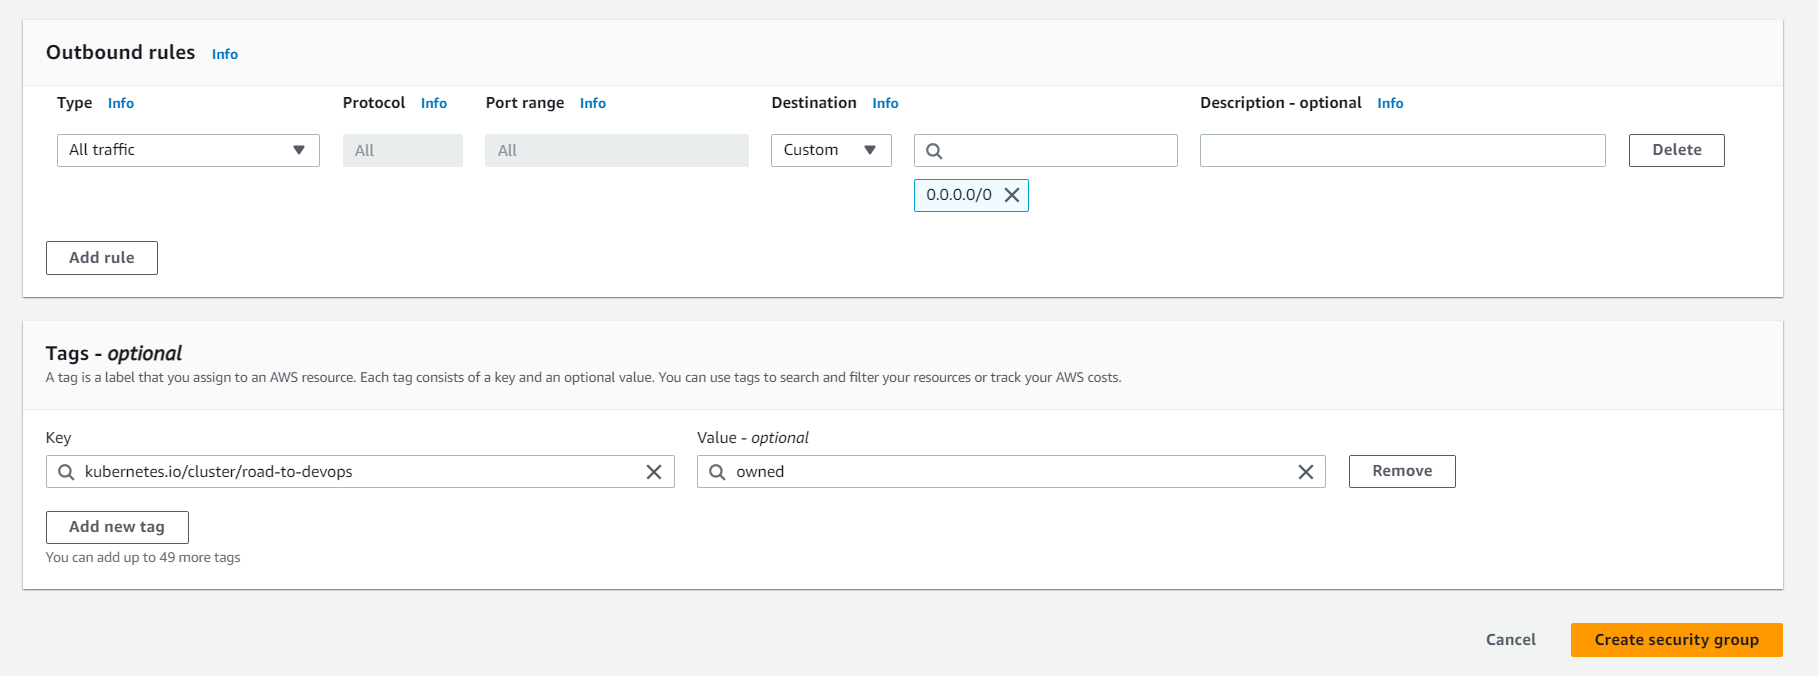 Outbound rules Info
Type Info Protocol Info Port range Info Destination Info Description - optional Info
All traffic All All Custom Delete
0.0.0.0/0
Add rule
Tags - optional
A tag is a label that you assign to an AWS resource. Each tag consists of a key and an optional value. You can use tags to search and filter your resources or track your AWS costs.
Key Value - optional
kubernetes.io/cluster/road-to-devops owned Remove
Add new tag
You can add up to 49 more tags
Cancel Create security group